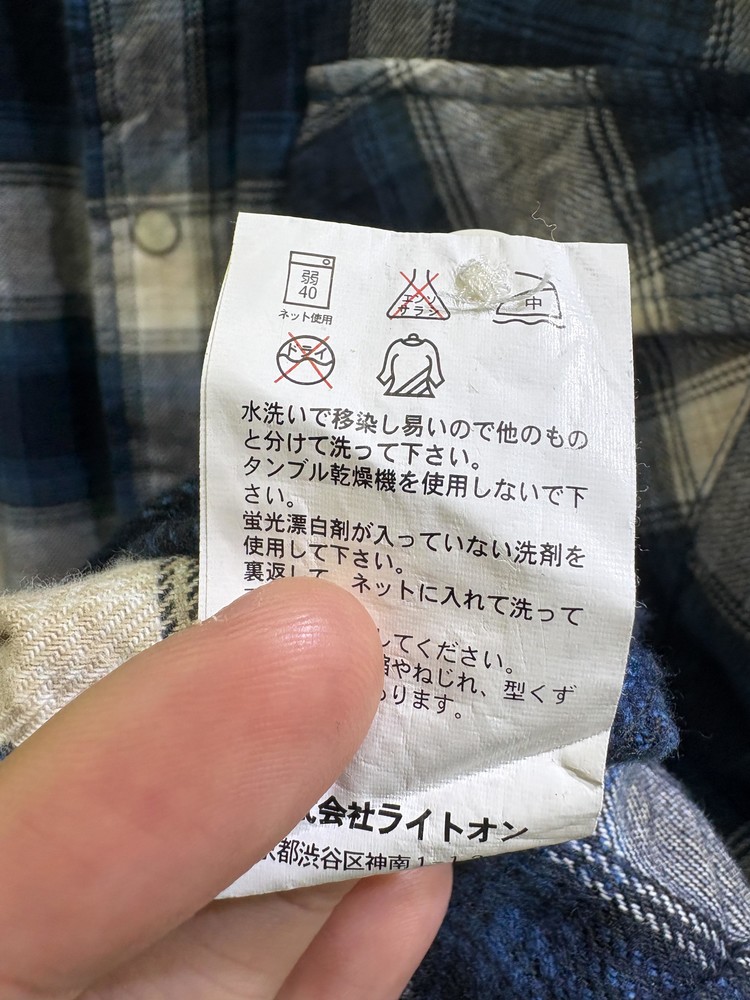 弱
40
ネット使用
エンソ
サラシ
中
ドライ
水洗いで移染し易いので他のもの
と分けて洗って下さい。
タンブル乾燥機を使用しないで下
さい。
蛍光漂白剤が入っていない洗剤を
使用して下さい。
裏返して、ネットに入れて洗って
してください。
やねじれ、型くず
ります。
会社ライトオン
都渋谷区神南1-1